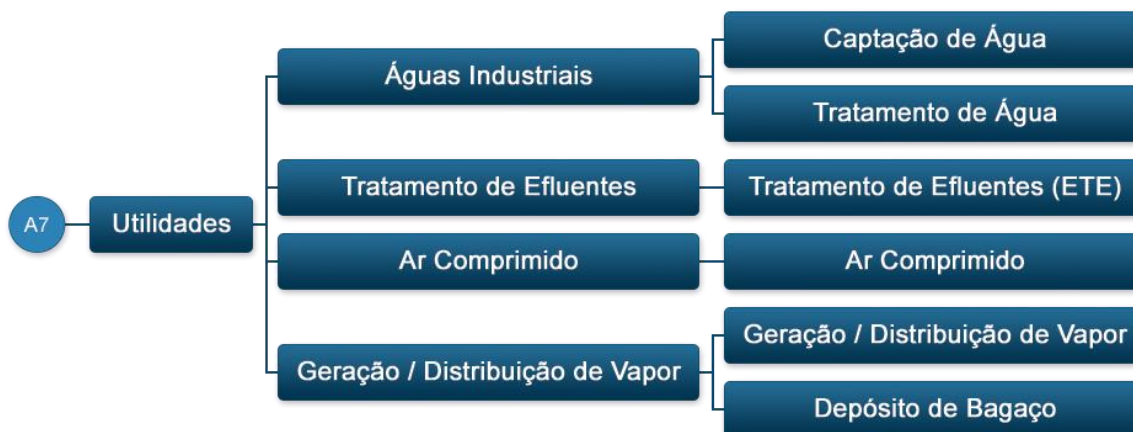 A7
Utilidades
Águas Industriais
Captação de Água
Tratamento de Água
Tratamento de Efluentes
Tratamento de Efluentes (ETE)
Ar Comprimido
Ar Comprimido
Geração / Distribuição de Vapor
Geração / Distribuição de Vapor
Depósito de Bagaço